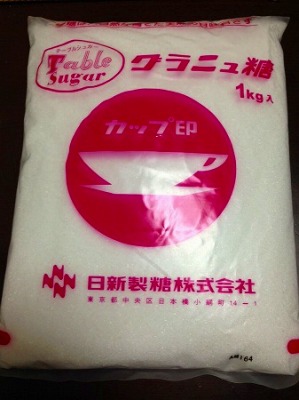 テーブルシュガー
Table
Sugar
グラニュ糖
1kg入
カップ印
日新製糖株式会社
東京都中央区日本橋小網町14-1